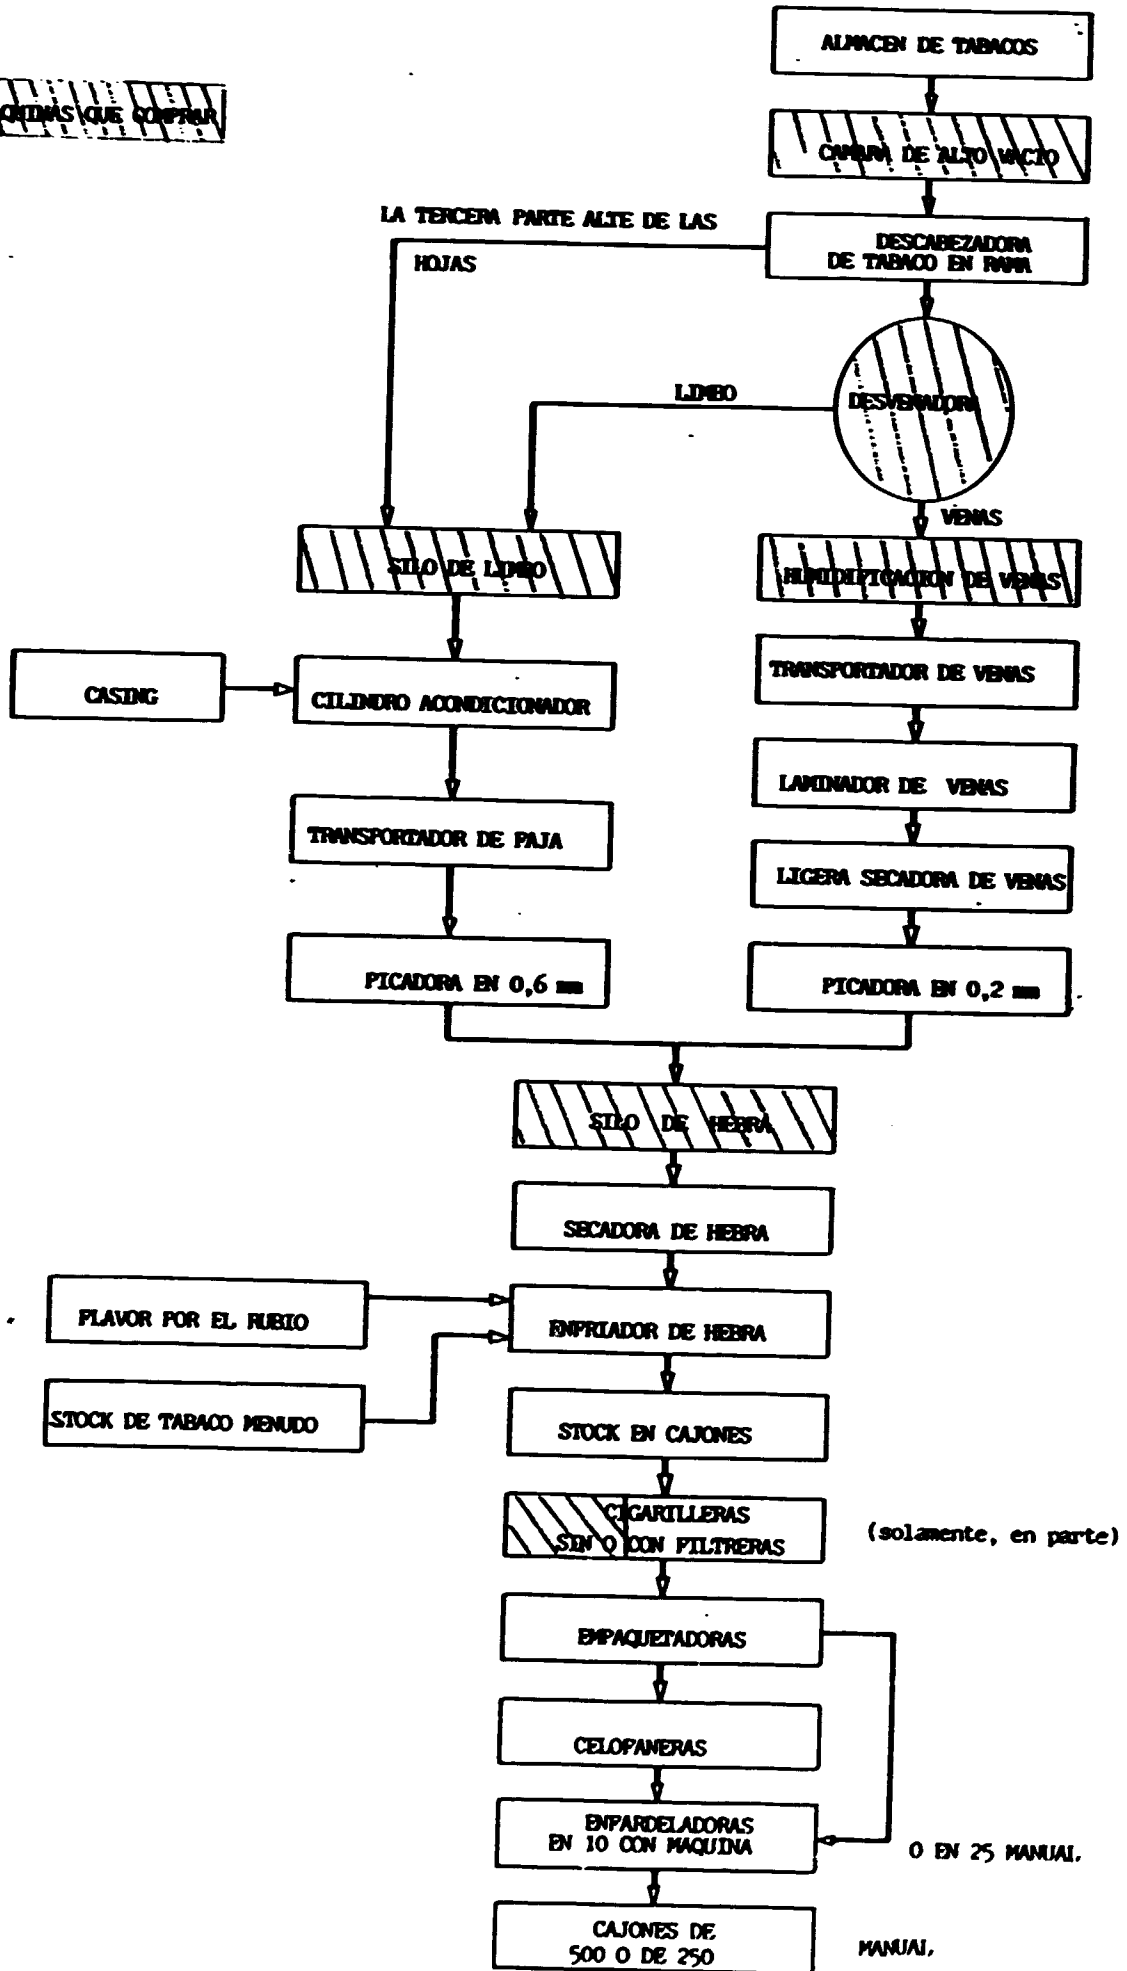 ALMACEN DE TABACOS
QUINAS QUE COMPRAR
CAMARA DE ALTO VACIO
LA TERCERA PARTE ALTE DE LAS
HOJAS
DESCABEZADORA
DE TABACO EN RAMA
LIMBO
DESVENADORA
VENAS
SILO DE LIMBO
HUMIDIFICACION DE VENAS
CASING
CILINDRO ACONDICIONADOR
TRANSPORTADOR DE VENAS
LAMINADOR DE VENAS
TRANSPORTADOR DE PAJA
LIGERA SECADORA DE VENAS
PICADORA EN 0,6 mm
PICADORA EN 0,2 mm
SILO DE HEBRA
SECADORA DE HEBRA
FLAVOR POR EL RUBIO
ENFRIADOR DE HEBRA
STOCK DE TABACO MENUDO
STOCK EN CAJONES
CIGARILLERAS
SIN O CON FILTRERAS
(solamente, en parte)
EMPAQUETADORAS
CELOFANERAS
ENFARDELADORAS
EN 10 CON MAQUINA
O EN 25 MANUAL.
CAJONES DE
500 O DE 250
MANUAL.